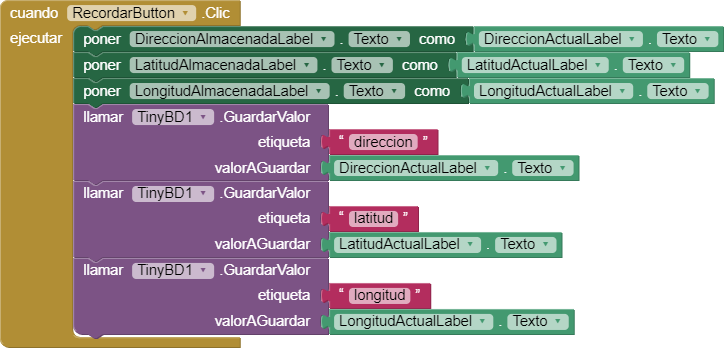 cuando RecordarButton .Clic
ejecutar poner DireccionAlmacenadaLabel . Texto como DireccionActualLabel . Texto
poner LatitudAlmacenadaLabel . Texto como LatitudActualLabel . Texto
poner LongitudAlmacenadaLabel . Texto como LongitudActualLabel . Texto
llamar TinyBD1 .GuardarValor
etiqueta “ direccion ”
valorAGuardar DireccionActualLabel . Texto
llamar TinyBD1 .GuardarValor
etiqueta “ latitud ”
valorAGuardar LatitudActualLabel . Texto
llamar TinyBD1 .GuardarValor
etiqueta “ longitud ”
valorAGuardar LongitudActualLabel . Texto